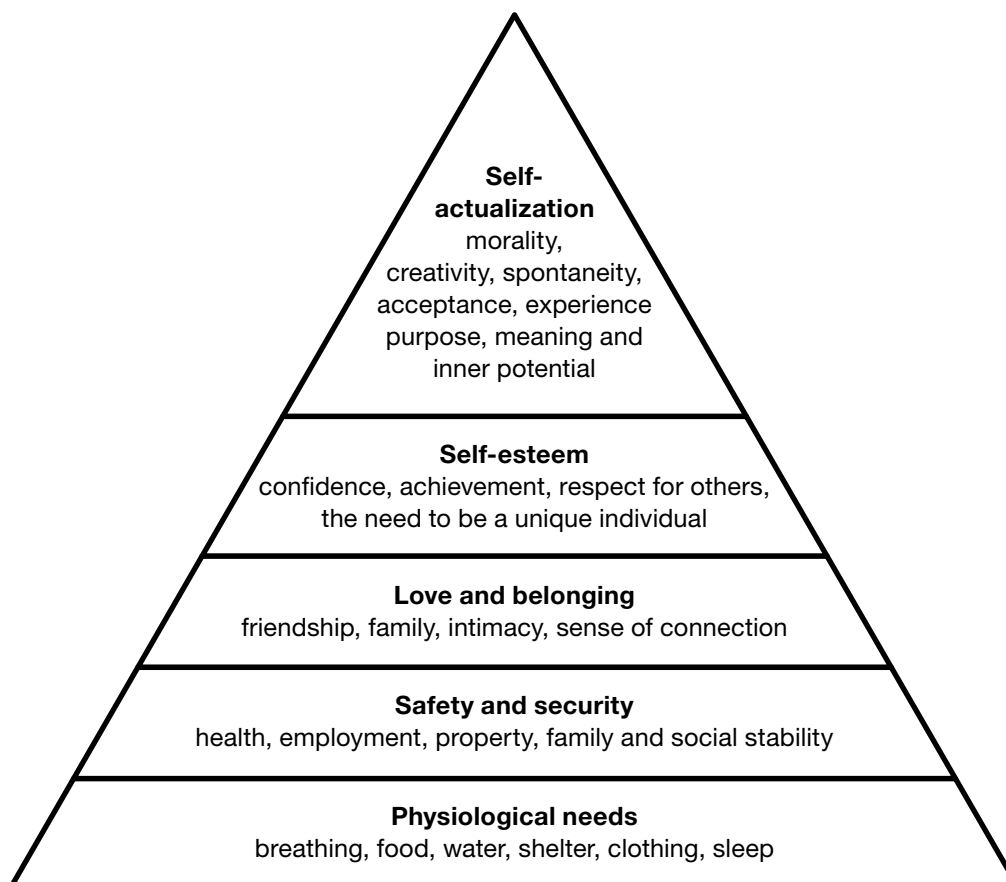 Self-
actualization
morality,
creativity, spontaneity,
acceptance, experience
purpose, meaning and
inner potential
Self-esteem
confidence, achievement, respect for others,
the need to be a unique individual
Love and belonging
friendship, family, intimacy, sense of connection
Safety and security
health, employment, property, family and social stability
Physiological needs
breathing, food, water, shelter, clothing, sleep